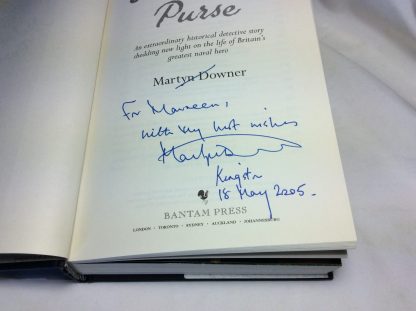 Purse
An extraordinary historical detective story
shedding new light on the life of Britain's
greatest naval hero
Martyn Downer
For Maureen,
with very best wishes
Martyn D
Kingston
18 May 2005.
BANTAM PRESS
LONDON • TORONTO • SYDNEY • AUCKLAND • JOHANNESBURG